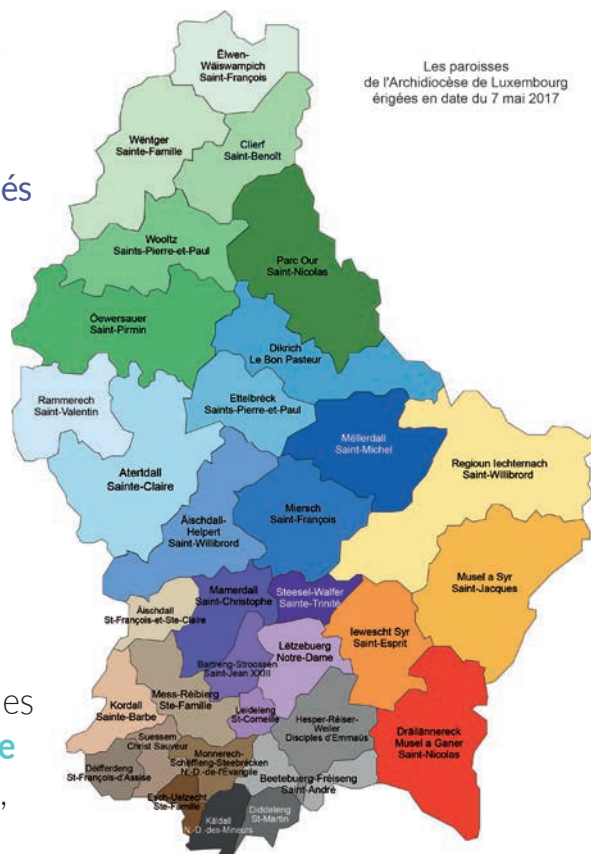 Les paroisses
de l'Archidiocèse de Luxembourg
érigées en date du 7 mai 2017
Ëlwen-
Wäiswampich
Saint-François
Wëntger
Sainte-Famille
Clierf
Saint-Benoît
és
Wooltz
Saints-Pierre-et-Paul
Parc Our
Saint-Nicolas
Öewersauer
Saint-Pirmin
Dikrich
Le Bon Pasteur
Rammerech
Saint-Valentin
Ettelbréck
Saints-Pierre-et-Paul
Atertdall
Sainte-Claire
Mëllerdall
Saint-Michel
Regioun Iechternach
Saint-Willibrord
Äischdall-
Helpert
Saint-Willibrord
Miersch
Saint-François
Musel a Syr
Saint-Jacques
Mamerdall
Saint-Christophe
Steesel-Walfer
Sainte-Trinité
Äischdall
St-François-et-Ste-Claire
Iewescht Syr
Saint-Esprit
Lëtzebuerg
Notre-Dame
Bartreng-Stroossen
Saint-Jean XXIII
Mess-Réibierg
Ste-Famille
Kordall
Sainte-Barbe
Leideleng
St-Corneille
Hesper-Réiser-
Weiler
Disciples d'Emmaüs
Dräilännereck
Musel a Ganer
Saint-Nicolas
es
e
,
Suessem
Christ Sauveur
Monnerech-
Schëffleng-Steebrécken
N.-D.-de-l'Évangile
Déifferdeng
St-François-d'Assise
Beetebuerg-Fréiseng
Saint-André
Esch-Uelzecht
Ste-Famille
Käldall
N.-D.-des-Mineurs
Diddeleng
St-Martin